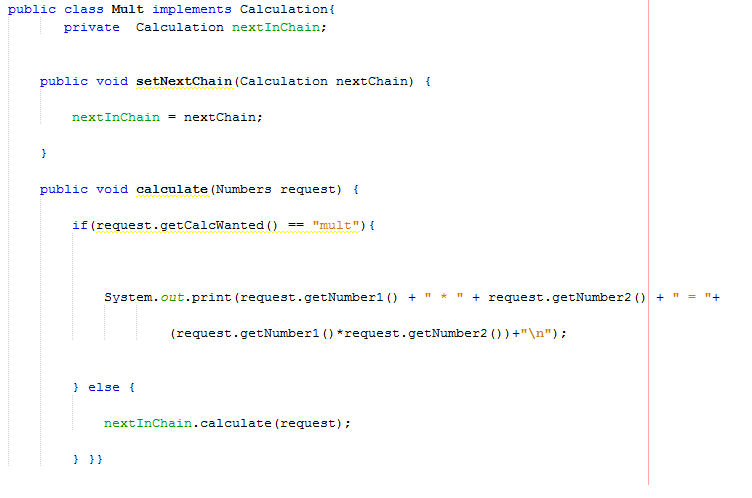 public class Mult implements Calculation{
private  Calculation nextInChain;
public void setNextChain(Calculation nextChain) {
nextInChain = nextChain;
}
public void calculate(Numbers request) {
if(request.getCalcWanted() == "mult"){
System.out.print(request.getNumber1() + " * " + request.getNumber2() + " = "+
(request.getNumber1()*request.getNumber2())+"\n");
} else {
nextInChain.calculate(request);
} }}